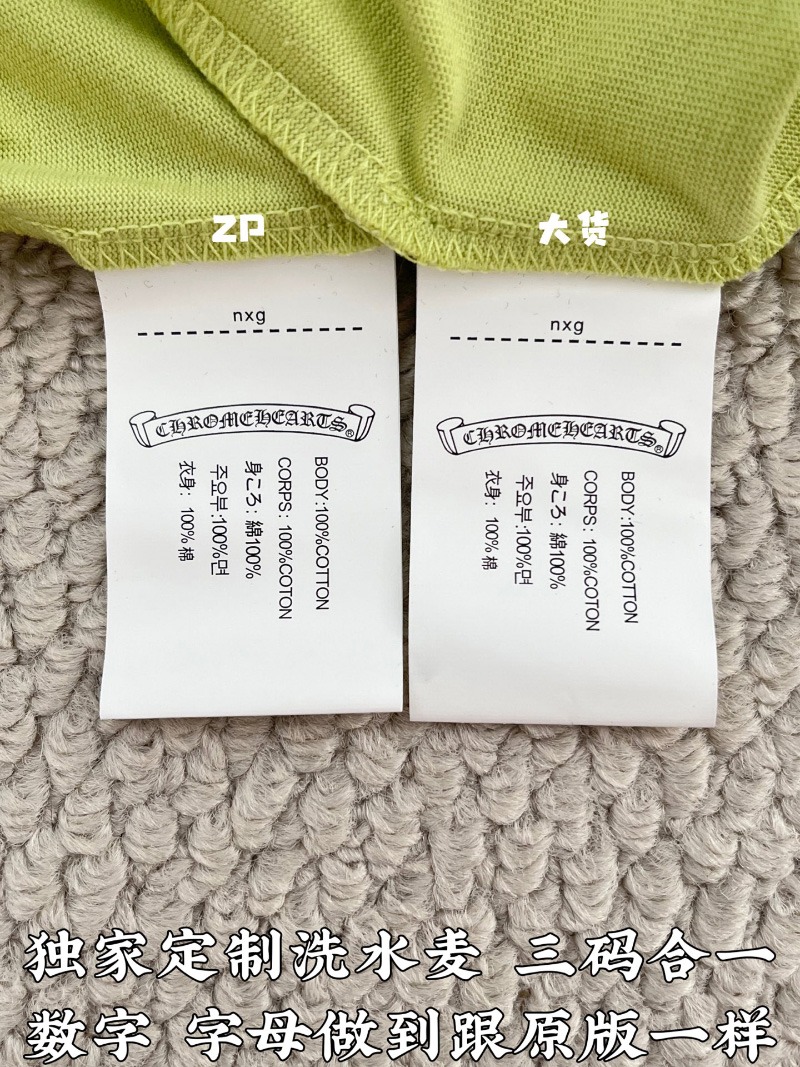 ZP
大货
nxg
CHROMEHEARTS®
BODY:100%COTTON
CORPS: 100%COTON
身ころ: 綿100%
주요부:100%면
衣身: 100%棉
nxg
CHROMEHEARTS®
BODY:100%COTTON
CORPS: 100%COTON
身ころ: 綿100%
주요부:100%면
衣身: 100%棉
独家定制洗水麦 三码合一
数字 字母做到跟原版一样